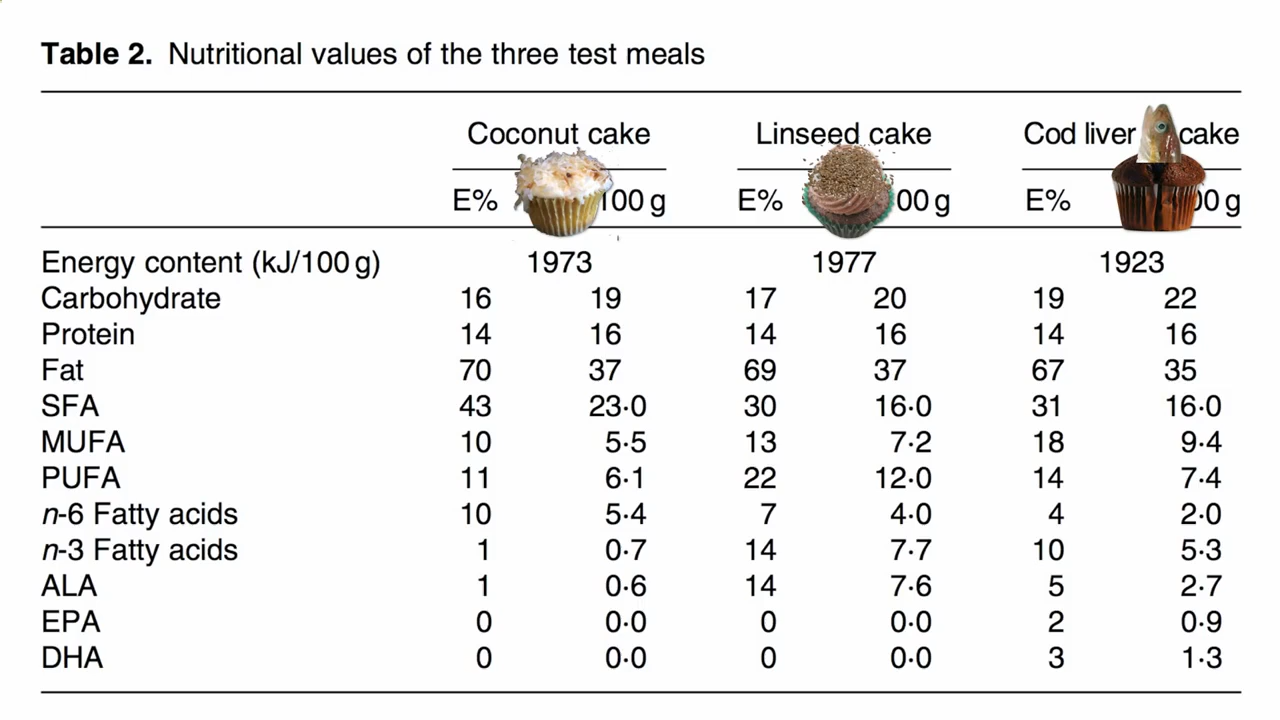 Table 2. Nutritional values of the three test meals
Coconut cake Linseed cake Cod liver cake
E% 100 g E% 00 g E% 00 g
Energy content (kJ/100 g) 1973 1977 1923
Carbohydrate 16 19 17 20 19 22
Protein 14 16 14 16 14 16
Fat 70 37 69 37 67 35
SFA 43 23·0 30 16·0 31 16·0
MUFA 10 5·5 13 7·2 18 9·4
PUFA 11 6·1 22 12·0 14 7·4
n-6 Fatty acids 10 5·4 7 4·0 4 2·0
n-3 Fatty acids 1 0·7 14 7·7 10 5·3
ALA 1 0·6 14 7·6 5 2·7
EPA 0 0·0 0 0·0 2 0·9
DHA 0 0·0 0 0·0 3 1·3